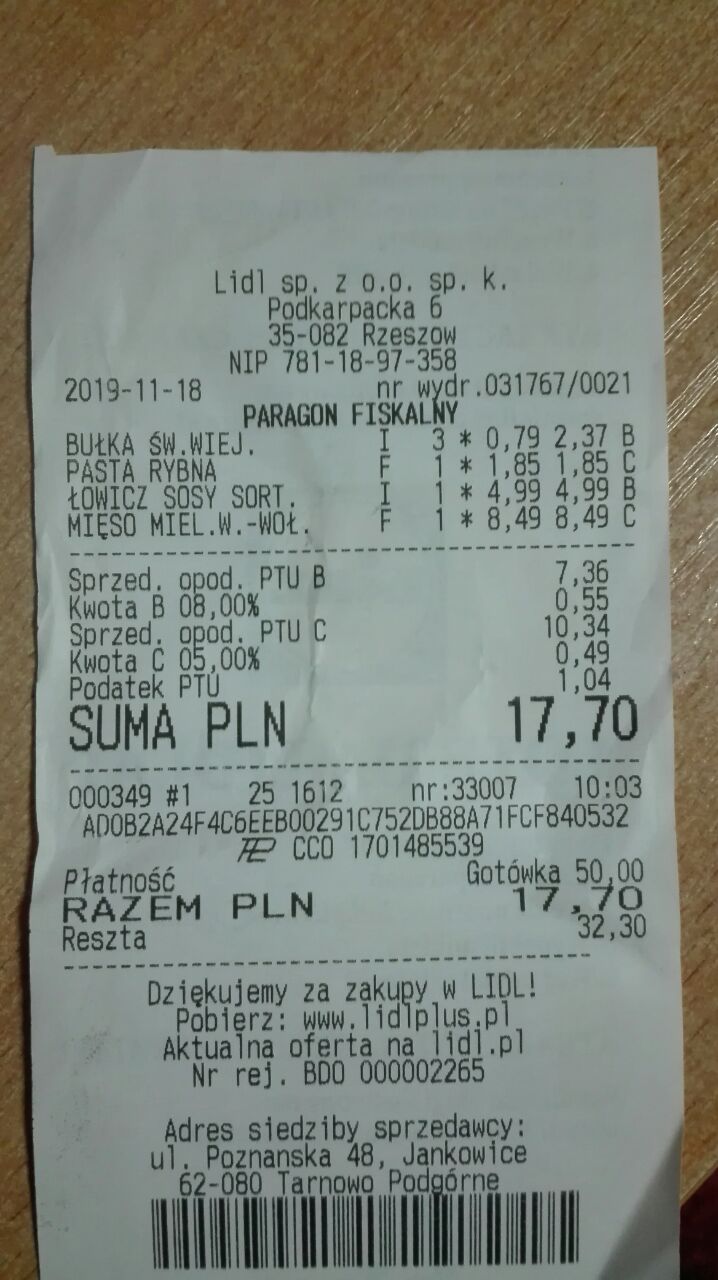 Lidl sp. z o.o. sp. k.
Podkarpacka 6
35-082 Rzeszow
NIP 781-18-97-358
2019-11-18 nr wydr.031767/0021
PARAGON FISKALNY
BUŁKA ŚW.WIEJ. I 3 * 0,79 2,37 B
PASTA RYBNA F 1 * 1,85 1,85 C
ŁOWICZ SOSY SORT. I 1 * 4,99 4,99 B
MIĘSO MIEL.W.-WOŁ. F 1 * 8,49 8,49 C
Sprzed. opod. PTU B 7,36
Kwota B 08,00% 0,55
Sprzed. opod. PTU C 10,34
Kwota C 05,00% 0,49
Podatek PTU 1,04
SUMA PLN 17,70
000349 #1 25 1612 nr:33007 10:03
AD0B2A24F4C6EEB00291C752DB88A71FCF840532
CCO 1701485539
Płatność Gotówka 50,00
RAZEM PLN 17,70
Reszta 32,30
Dziękujemy za zakupy w LIDL!
Pobierz: www.lidlplus.pl
Aktualna oferta na lidl.pl
Nr rej. BDO 000002265
Adres siedziby sprzedawcy:
ul. Poznanska 48, Jankowice
62-080 Tarnowo Podgórne